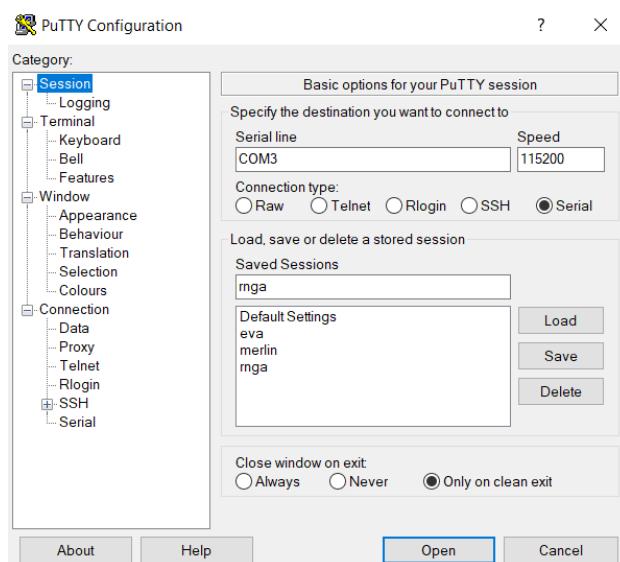 PuTTY Configuration
Category:
Session
Logging
Terminal
Keyboard
Bell
Features
Window
Appearance
Behaviour
Translation
Selection
Colours
Connection
Data
Proxy
Telnet
Rlogin
SSH
Serial
Basic options for your PuTTY session
Specify the destination you want to connect to
Serial line Speed
COM3 115200
Connection type:
Raw Telnet Rlogin SSH Serial
Load, save or delete a stored session
Saved Sessions
rnga
Default Settings
eva
merlin
rnga
Load
Save
Delete
Close window on exit:
Always Never Only on clean exit
About Help Open Cancel